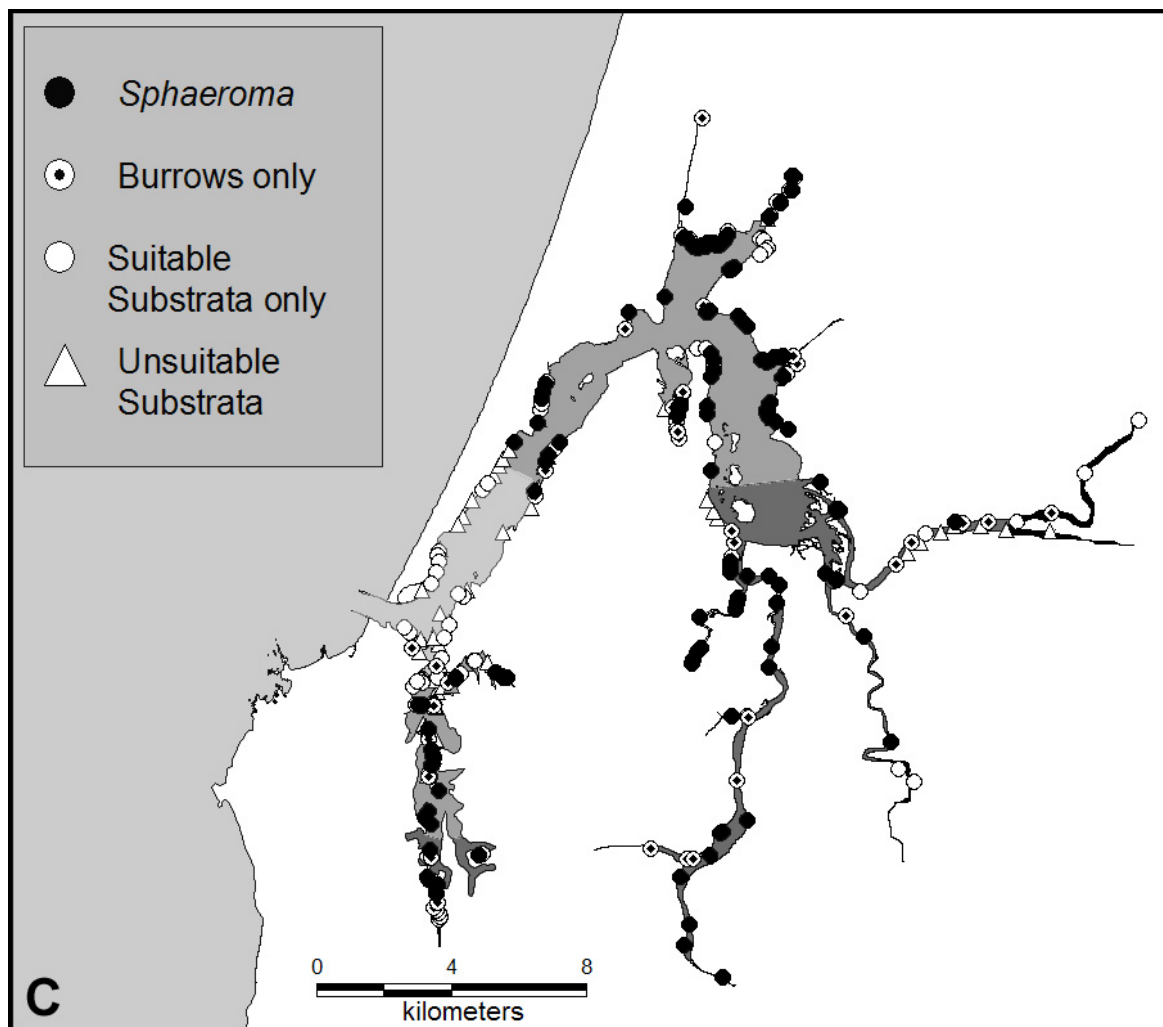 Sphaeroma
Burrows only
Suitable
Substrata only
Unsuitable
Substrata
C
0 4 8
kilometers